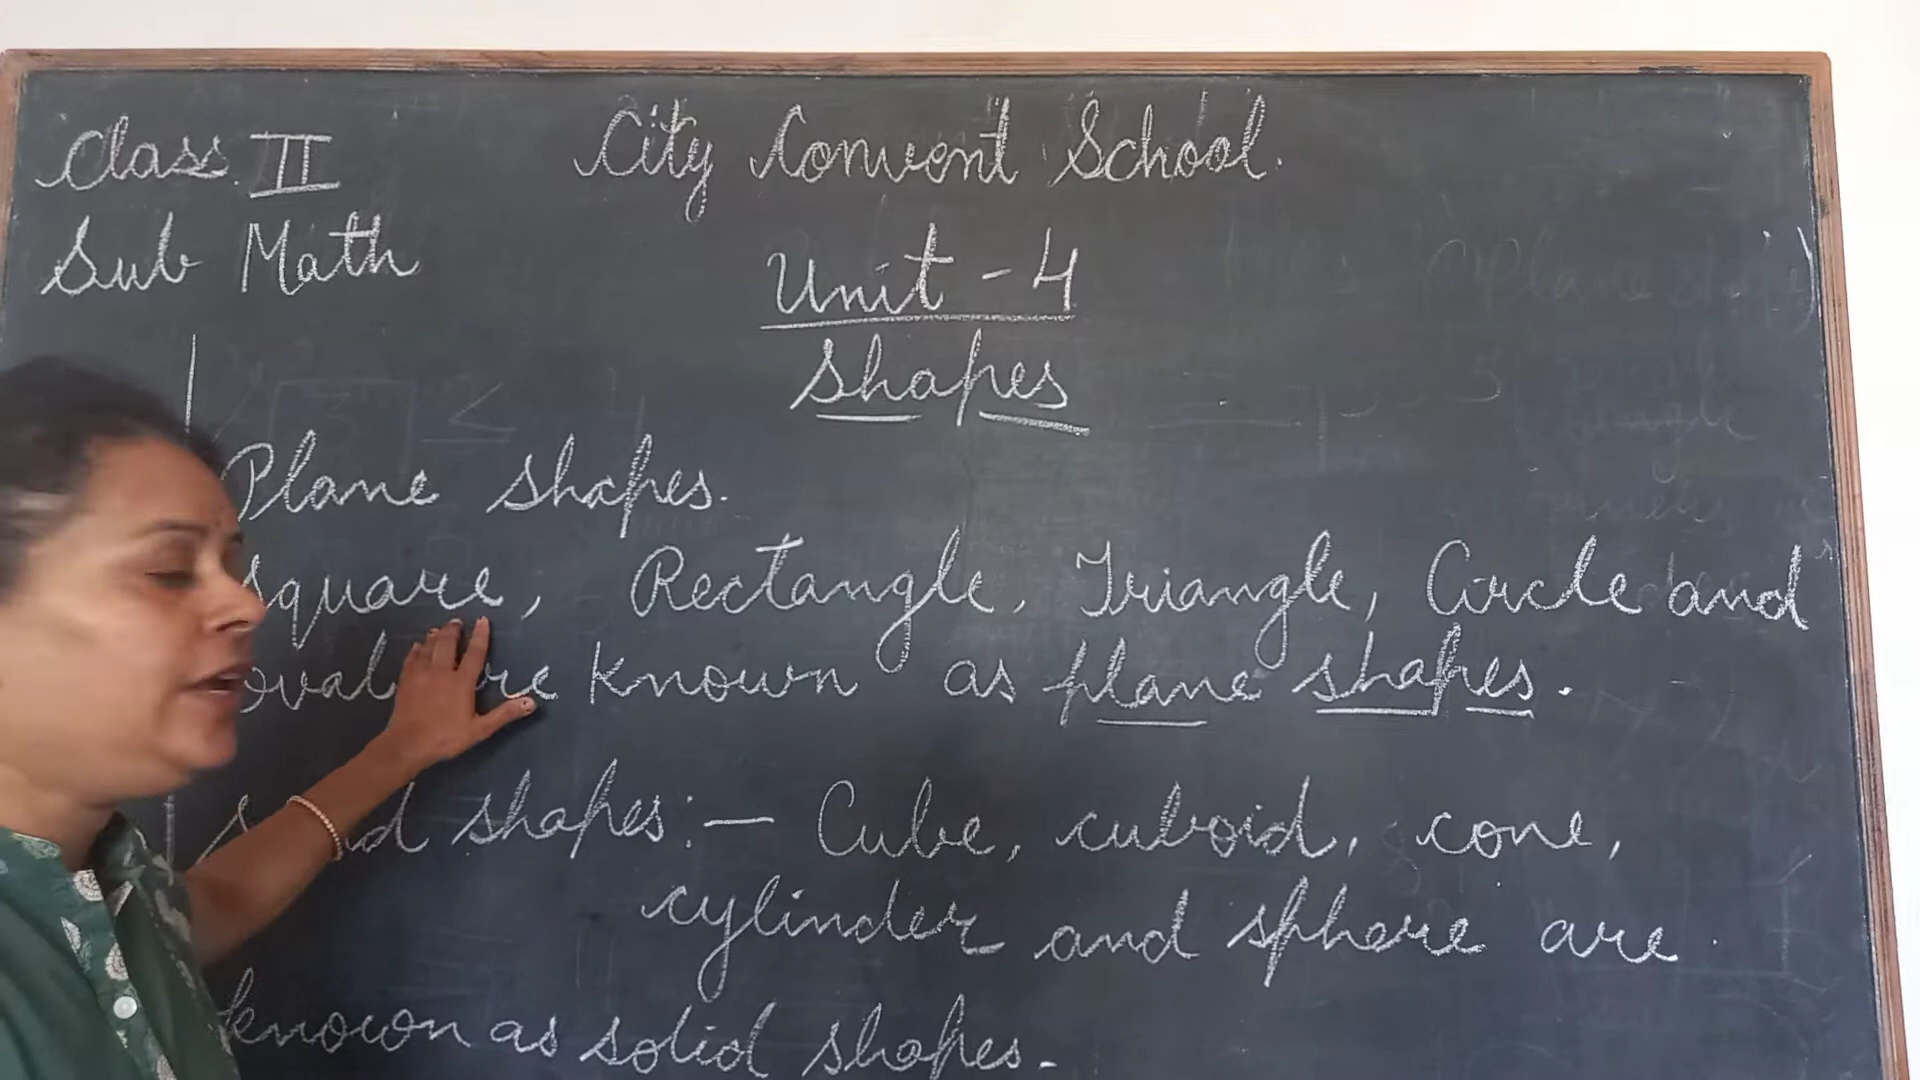 Class II
City Convent School.
Sub Math
Unit - 4
Shapes
Plane shapes.
Square, Rectangle, Triangle, Circle and
oval are known as plane shapes.
Solid shapes:- Cube, cuboid, cone,
cylinder and sphere are
known as solid shapes.